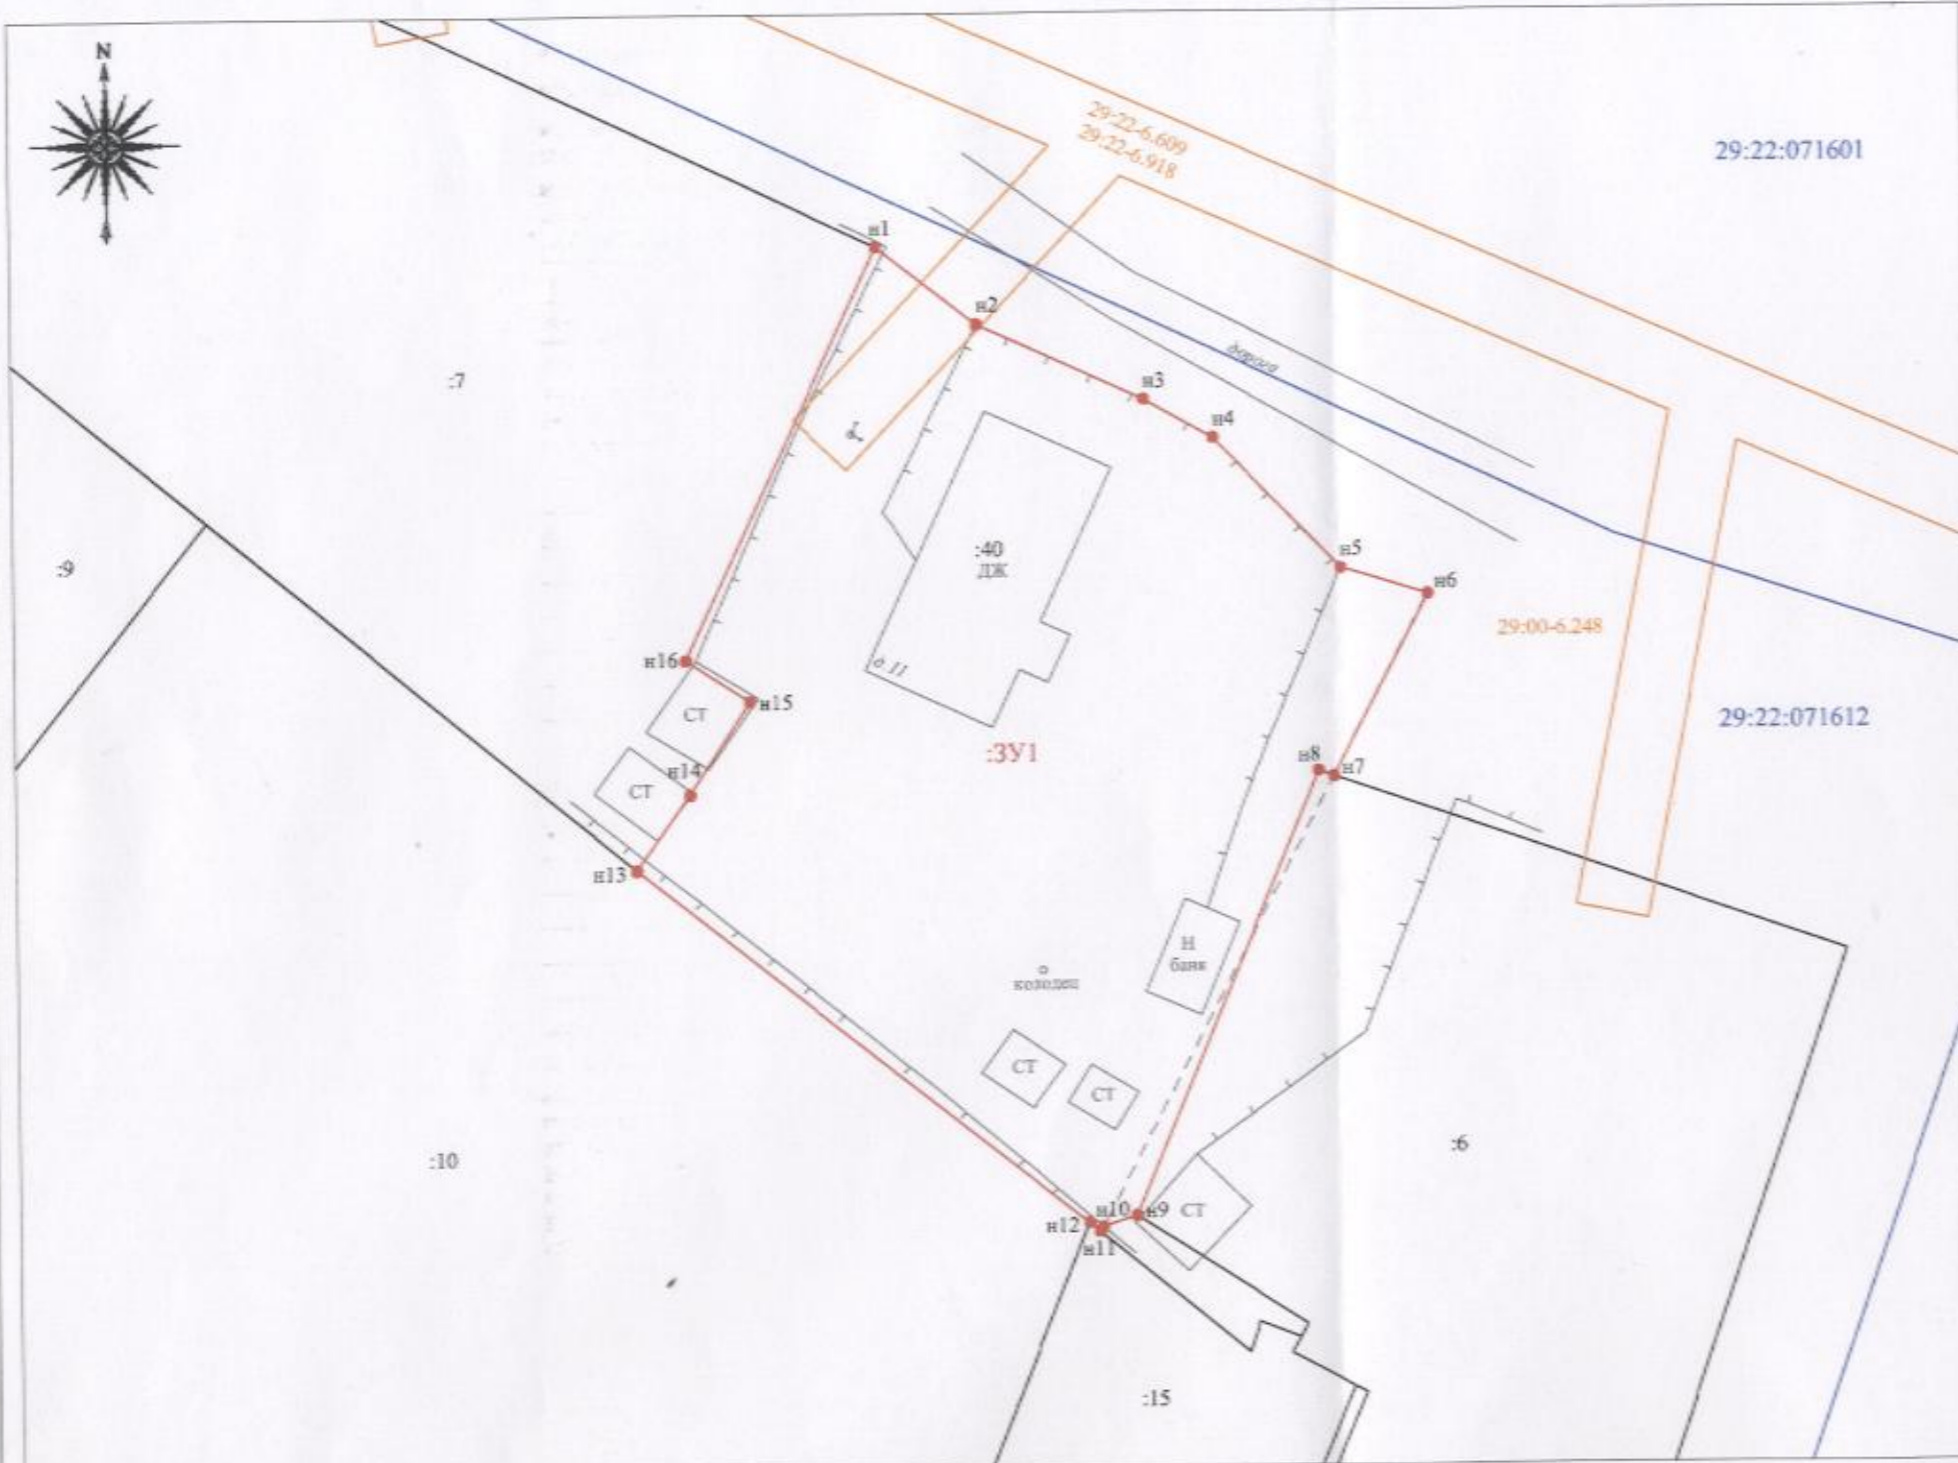 N
29:22-6.609
29:22-6.918
29:22:071601
н1
н2
дорога
:7
н3
н4
:40
ДЖ
н5
:9
н6
29:00-6.248
н16
д.11
н15
СТ
29:22:071612
:ЗУ1
н8
н7
н14
СТ
н13
Н
баня
колодец
СТ
СТ
:6
:10
н10
н9
СТ
н12
н11
:15